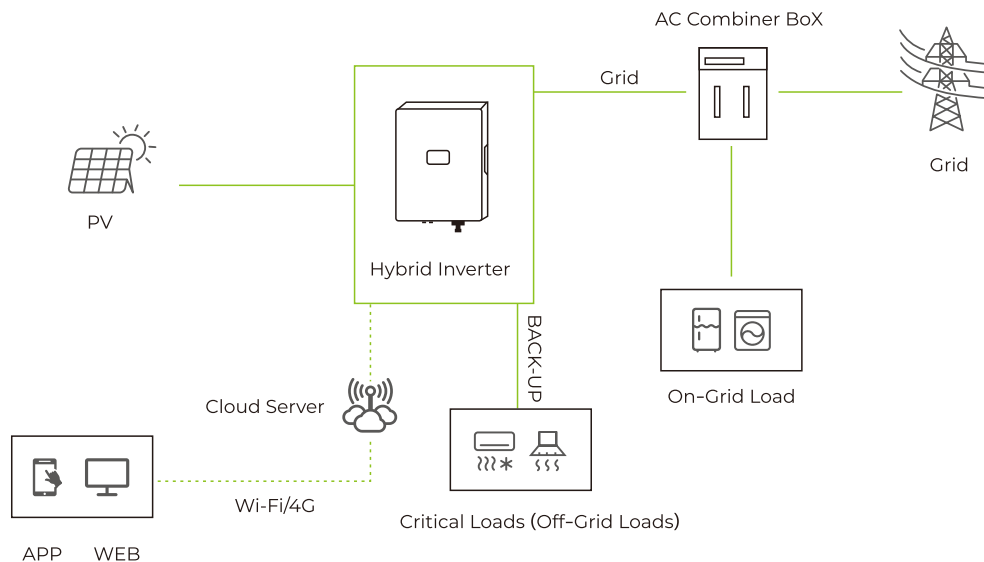 AC Combiner BoX
Grid
Grid
PV
Hybrid Inverter
BACK-UP
On-Grid Load
Cloud Server
Wi-Fi/4G
Critical Loads (Off-Grid Loads)
APP
WEB